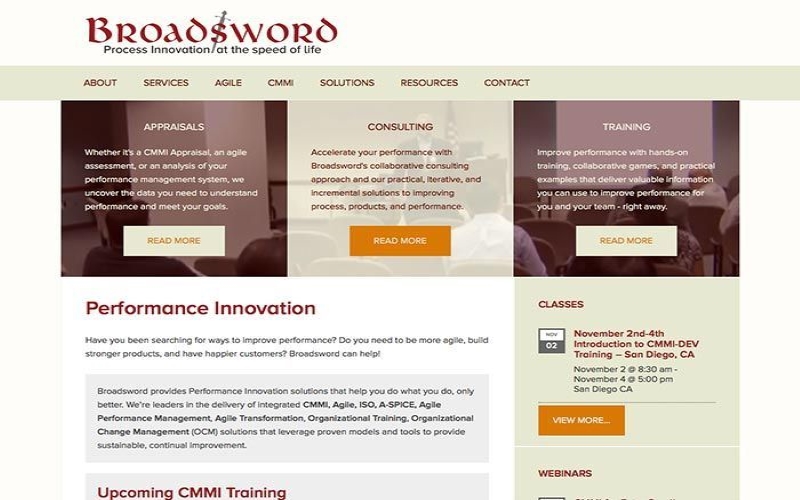 BROADSWORD
Process Innovation at the speed of life
ABOUT SERVICES AGILE CMMI SOLUTIONS RESOURCES CONTACT
APPRAISALS
Whether it's a CMMI Appraisal, an agile
assessment, or an analysis of your
performance management system, we
uncover the data you need to understand
performance and meet your goals.
READ MORE
CONSULTING
Accelerate your performance with
Broadsword's collaborative consulting
approach and our practical, iterative, and
incremental solutions to improving
process, products, and performance.
READ MORE
TRAINING
Improve performance with hands-on
training, collaborative games, and practical
examples that deliver valuable information
you can use to improve performance for
you and your team - right away.
READ MORE
Performance Innovation
Have you been searching for ways to improve performance? Do you need to be more agile, build
stronger products, and have happier customers? Broadsword can help!
Broadsword provides Performance Innovation solutions that help you do what you do, only
better. We're leaders in the delivery of integrated CMMI, Agile, ISO, A-SPICE, Agile
Performance Management, Agile Transformation, Organizational Training, Organizational
Change Management (OCM) solutions that leverage proven models and tools to provide
sustainable, continual improvement.
Upcoming CMMI Training
CLASSES
NOV
02
November 2nd-4th
Introduction to CMMI-DEV
Training – San Diego, CA
November 2 @ 8:30 am -
November 4 @ 5:00 pm
San Diego CA
VIEW MORE...
WEBINARS